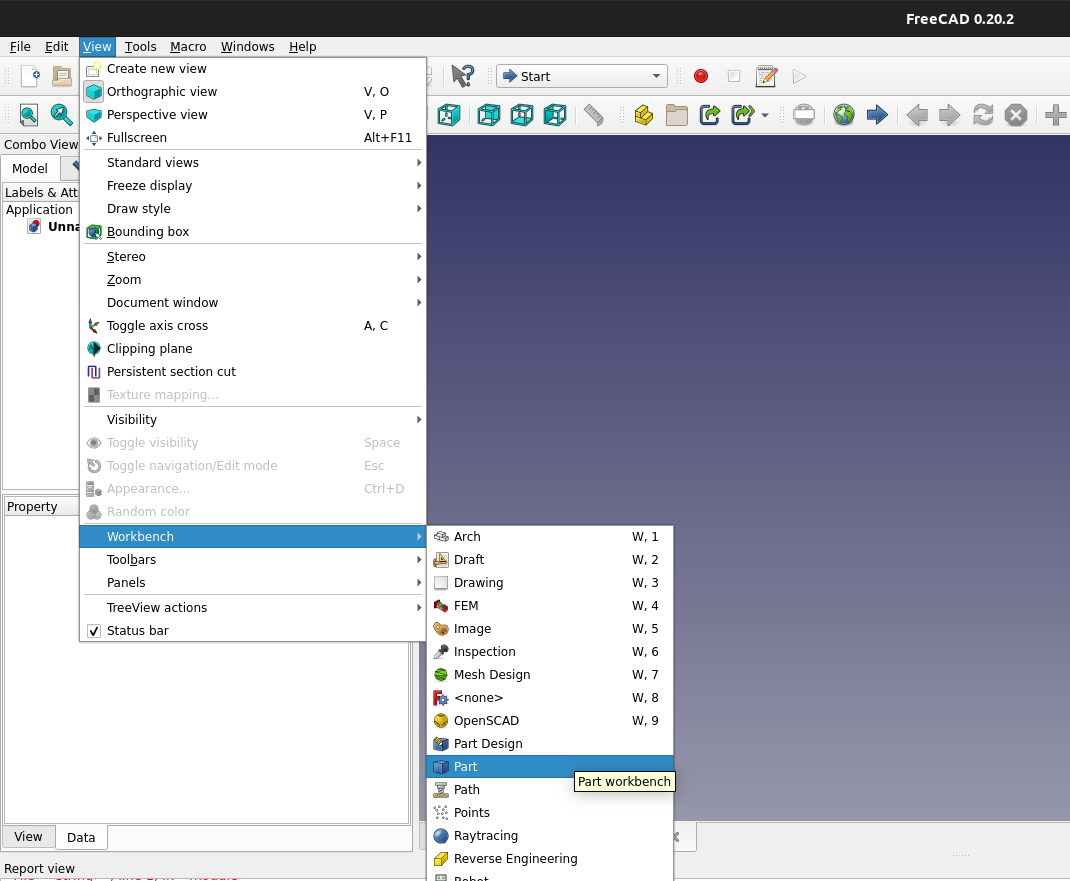 FreeCAD 0.20.2
File Edit View Tools Macro Windows Help
Start
Create new view
Orthographic view V, O
Perspective view V, P
Fullscreen Alt+F11
Standard views
Freeze display
Draw style
Bounding box
Stereo
Zoom
Document window
Toggle axis cross A, C
Clipping plane
Persistent section cut
Texture mapping...
Visibility
Toggle visibility Space
Toggle navigation/Edit mode Esc
Appearance... Ctrl+D
Random color
Workbench
Toolbars
Panels
TreeView actions
Status bar
Arch W, 1
Draft W, 2
Drawing W, 3
FEM W, 4
Image W, 5
Inspection W, 6
Mesh Design W, 7
<none> W, 8
OpenSCAD W, 9
Part Design
Part
Part workbench
Path
Points
Raytracing
Reverse Engineering
Robot
Combo View
Model
Labels & Att
Application
Unna
Property
View Data
Report view